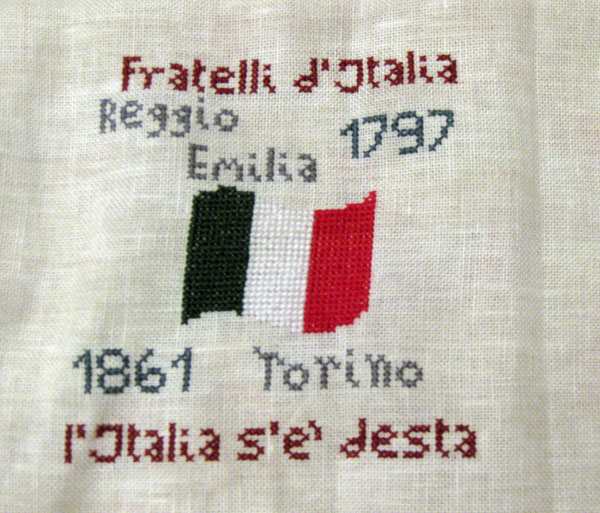 Fratelli d'Italia
Reggio
Emilia
1797
1861 Torino
l'Italia s'e' desta